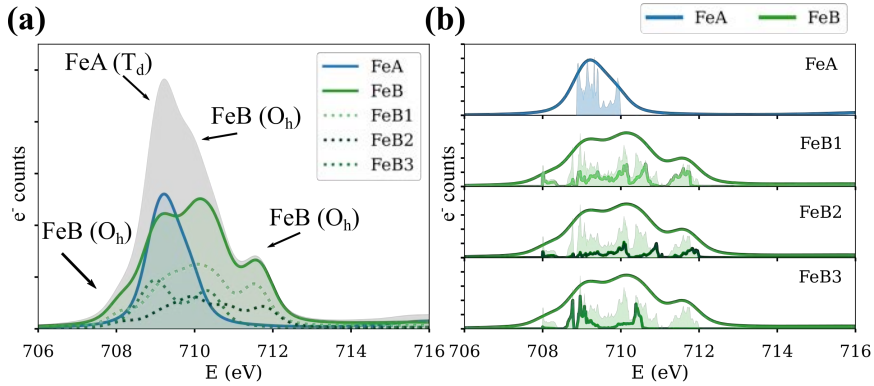 (a)
FeA (Td)
FeB (Oh)
FeB (Oh)
FeB (Oh)
FeA
FeB
FeB1
FeB2
FeB3
e- counts
706 708 710 712 714 716
E (eV)
(b)
FeA FeB
FeA
FeB1
FeB2
FeB3
e- counts
706 708 710 712 714 716
E (eV)